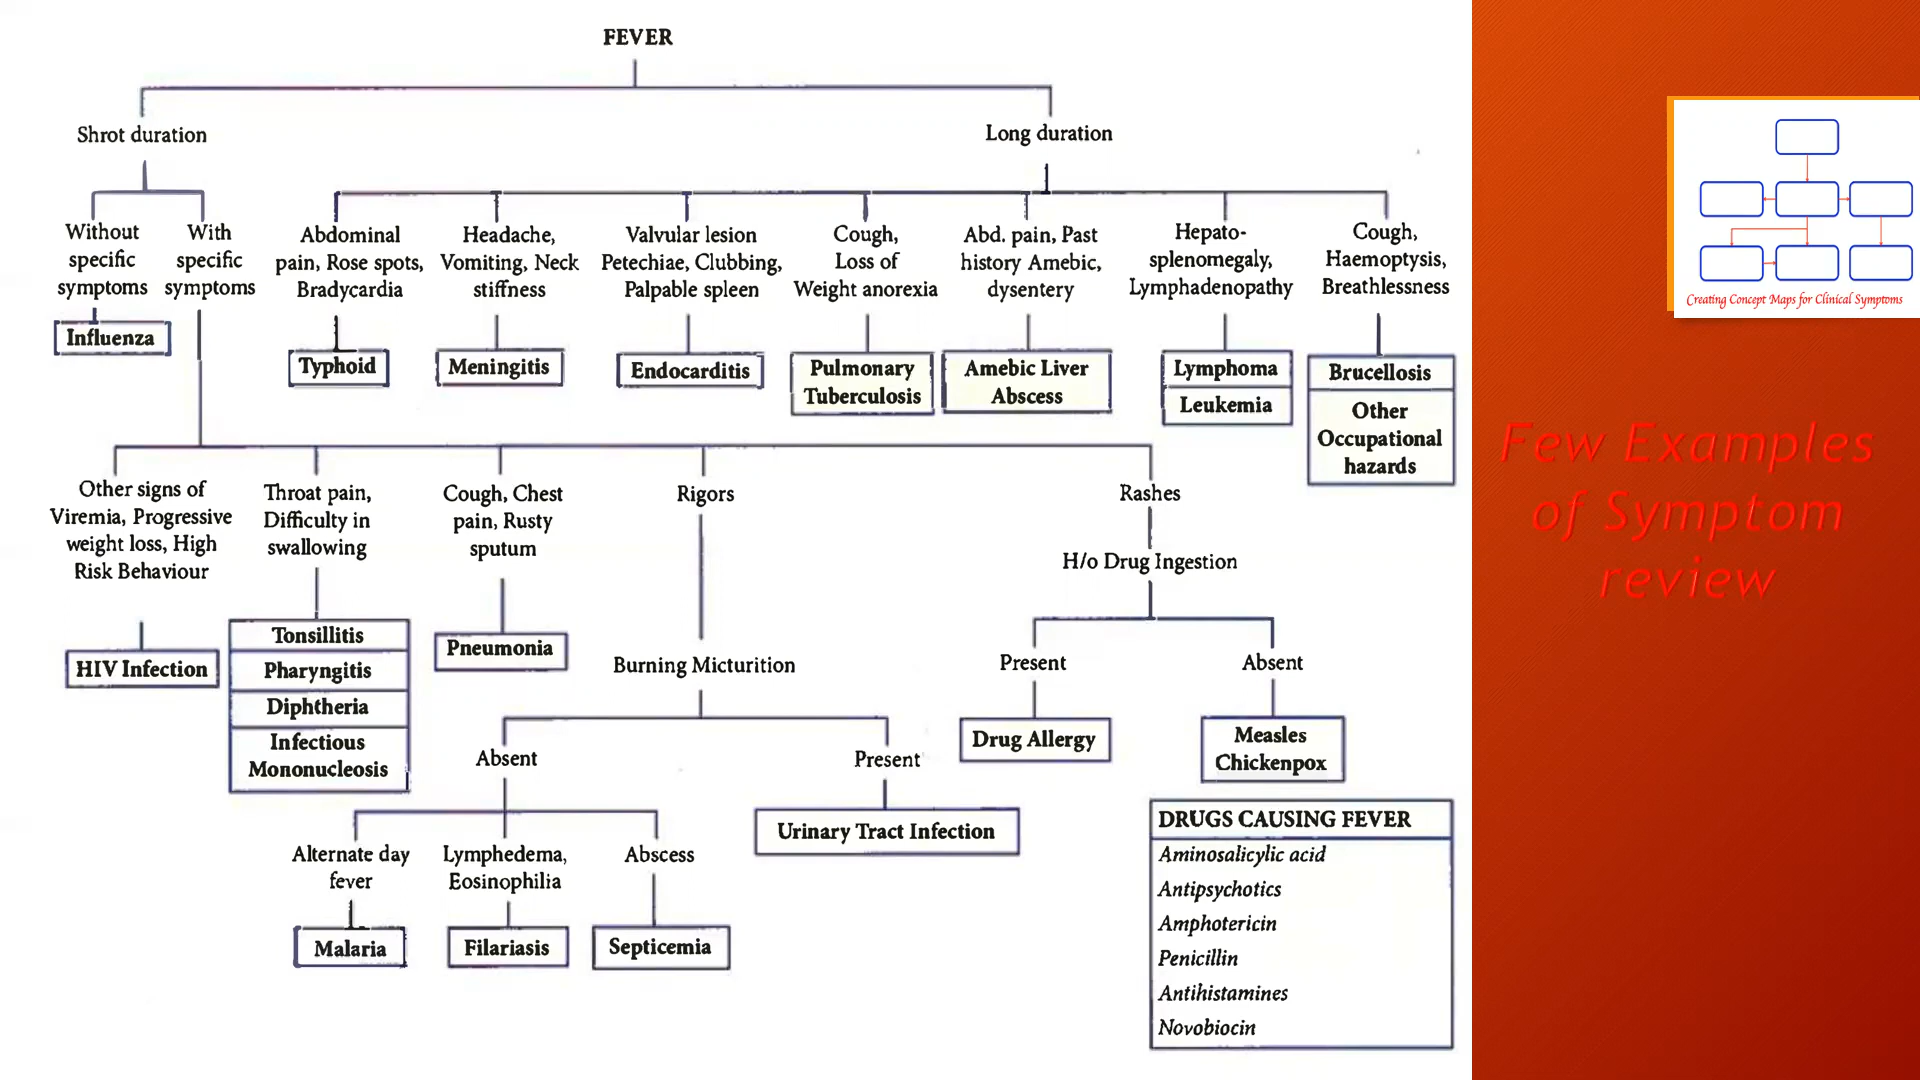 FEVER
Shrot duration
Long duration
Without
specific
symptoms
With
specific
symptoms
Influenza
Abdominal
pain, Rose spots,
Bradycardia
Typhoid
Headache,
Vomiting, Neck
stiffness
Meningitis
Valvular lesion
Petechiae, Clubbing,
Palpable spleen
Endocarditis
Cough,
Loss of
Weight anorexia
Pulmonary
Tuberculosis
Abd. pain, Past
history Amebic,
dysentery
Amebic Liver
Abscess
Hepato-
splenomegaly,
Lymphadenopathy
Lymphoma
Leukemia
Cough,
Haemoptysis,
Breathlessness
Brucellosis
Other
Occupational
hazards
Other signs of
Viremia, Progressive
weight loss, High
Risk Behaviour
HIV Infection
Throat pain,
Difficulty in
swallowing
Tonsillitis
Pharyngitis
Diphtheria
Infectious
Mononucleosis
Cough, Chest
pain, Rusty
sputum
Pneumonia
Rigors
Burning Micturition
Absent
Present
Alternate day
fever
Malaria
Lymphedema,
Eosinophilia
Filariasis
Abscess
Septicemia
Urinary Tract Infection
Rashes
H/o Drug Ingestion
Present
Absent
Drug Allergy
Measles
Chickenpox
DRUGS CAUSING FEVER
Aminosalicylic acid
Antipsychotics
Amphotericin
Penicillin
Antihistamines
Novobiocin
Creating Concept Maps for Clinical Symptoms
Few Examples
of Symptom
review